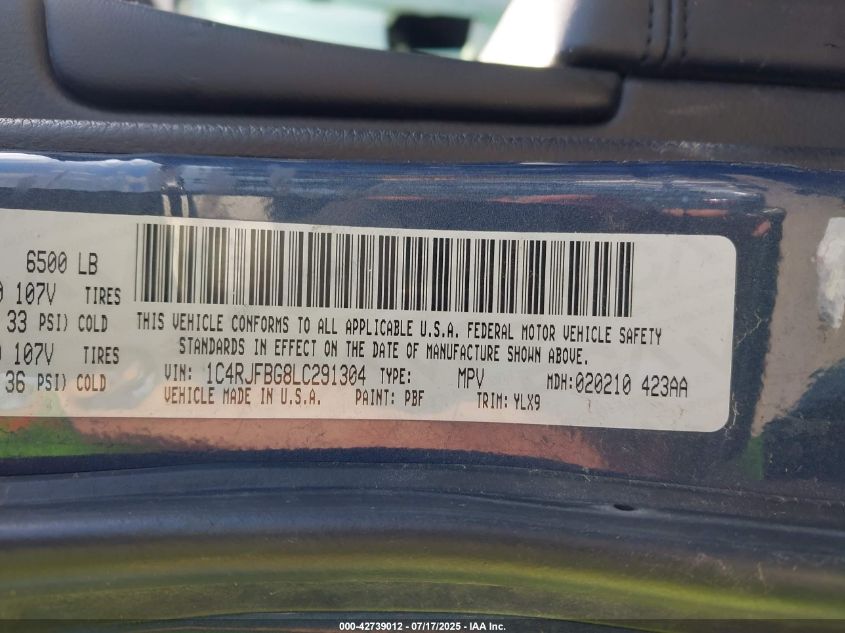 6500 LB
107V TIRES
33 PSI) COLD
107V TIRES
36 PSI) COLD
THIS VEHICLE CONFORMS TO ALL APPLICABLE U.S.A. FEDERAL MOTOR VEHICLE SAFETY
STANDARDS IN EFFECT ON THE DATE OF MANUFACTURE SHOWN ABOVE.
VIN: 1C4RJFBG8LC291304 TYPE: MPV MDH:020210 423AA
VEHICLE MADE IN U.S.A. PAINT: PBF TRIM: YLX9
000-42739012 - 07/17/2025 - IAA Inc.